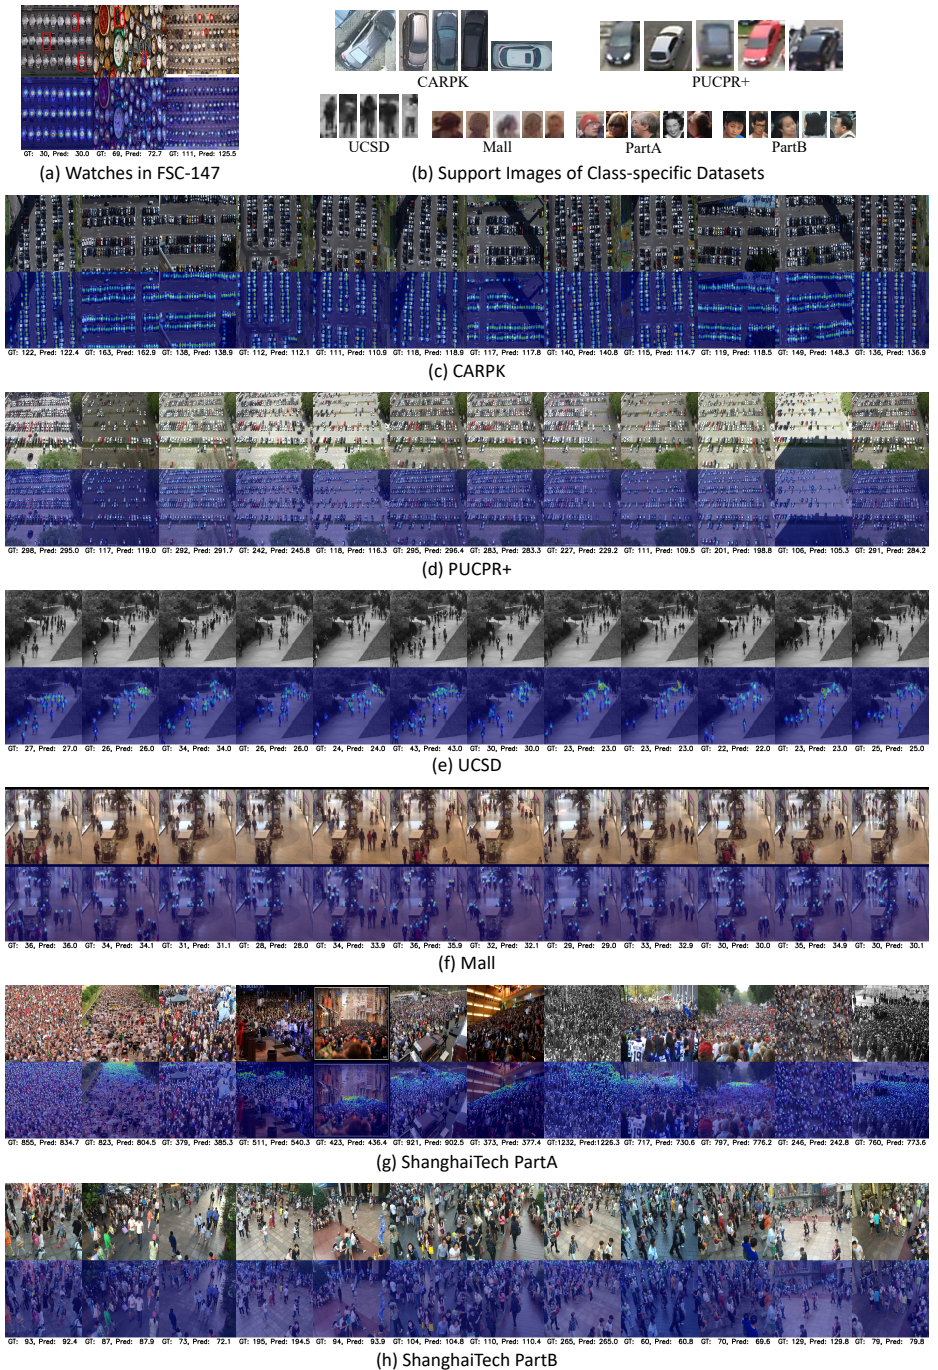 GT: 30, Pred: 30.0 GT: 69, Pred: 72.7 GT: 111, Pred: 125.5
(a) Watches in FSC-147
CARPK
PUCPR+
UCSD
Mall
PartA
PartB
(b) Support Images of Class-specific Datasets
GT: 122, Pred: 122.4 GT: 163, Pred: 162.9 GT: 138, Pred: 138.9 GT: 112, Pred: 112.1 GT: 111, Pred: 110.9 GT: 118, Pred: 118.9 GT: 117, Pred: 117.8 GT: 140, Pred: 140.8 GT: 115, Pred: 114.7 GT: 119, Pred: 118.5 GT: 149, Pred: 148.3 GT: 136, Pred: 136.9
(c) CARPK
GT: 298, Pred: 295.0 GT: 117, Pred: 119.0 GT: 292, Pred: 291.7 GT: 242, Pred: 245.8 GT: 118, Pred: 116.3 GT: 295, Pred: 296.4 GT: 283, Pred: 283.3 GT: 227, Pred: 229.2 GT: 111, Pred: 109.5 GT: 201, Pred: 198.8 GT: 106, Pred: 105.3 GT: 291, Pred: 284.2
(d) PUCPR+
GT: 27, Pred: 27.0 GT: 26, Pred: 26.0 GT: 34, Pred: 34.0 GT: 26, Pred: 26.0 GT: 24, Pred: 24.0 GT: 43, Pred: 43.0 GT: 30, Pred: 30.0 GT: 23, Pred: 23.0 GT: 23, Pred: 23.0 GT: 22, Pred: 22.0 GT: 23, Pred: 23.0 GT: 25, Pred: 25.0
(e) UCSD
GT: 36, Pred: 36.0 GT: 34, Pred: 34.1 GT: 31, Pred: 31.1 GT: 28, Pred: 28.0 GT: 34, Pred: 33.9 GT: 36, Pred: 35.9 GT: 32, Pred: 32.1 GT: 29, Pred: 29.0 GT: 33, Pred: 32.9 GT: 30, Pred: 30.0 GT: 35, Pred: 34.9 GT: 30, Pred: 30.1
(f) Mall
GT: 855, Pred: 834.7 GT: 823, Pred: 804.5 GT: 379, Pred: 385.3 GT: 511, Pred: 540.3 GT: 423, Pred: 436.4 GT: 921, Pred: 902.5 GT: 373, Pred: 377.4 GT:1232, Pred:1226.3 GT: 717, Pred: 730.6 GT: 797, Pred: 776.2 GT: 246, Pred: 242.8 GT: 760, Pred: 773.6
(g) ShanghaiTech PartA
GT: 93, Pred: 92.4 GT: 87, Pred: 87.9 GT: 73, Pred: 72.1 GT: 195, Pred: 194.5 GT: 94, Pred: 93.9 GT: 104, Pred: 104.8 GT: 110, Pred: 110.4 GT: 265, Pred: 265.0 GT: 60, Pred: 60.8 GT: 70, Pred: 69.6 GT: 129, Pred: 129.8 GT: 79, Pred: 79.8
(h) ShanghaiTech PartB